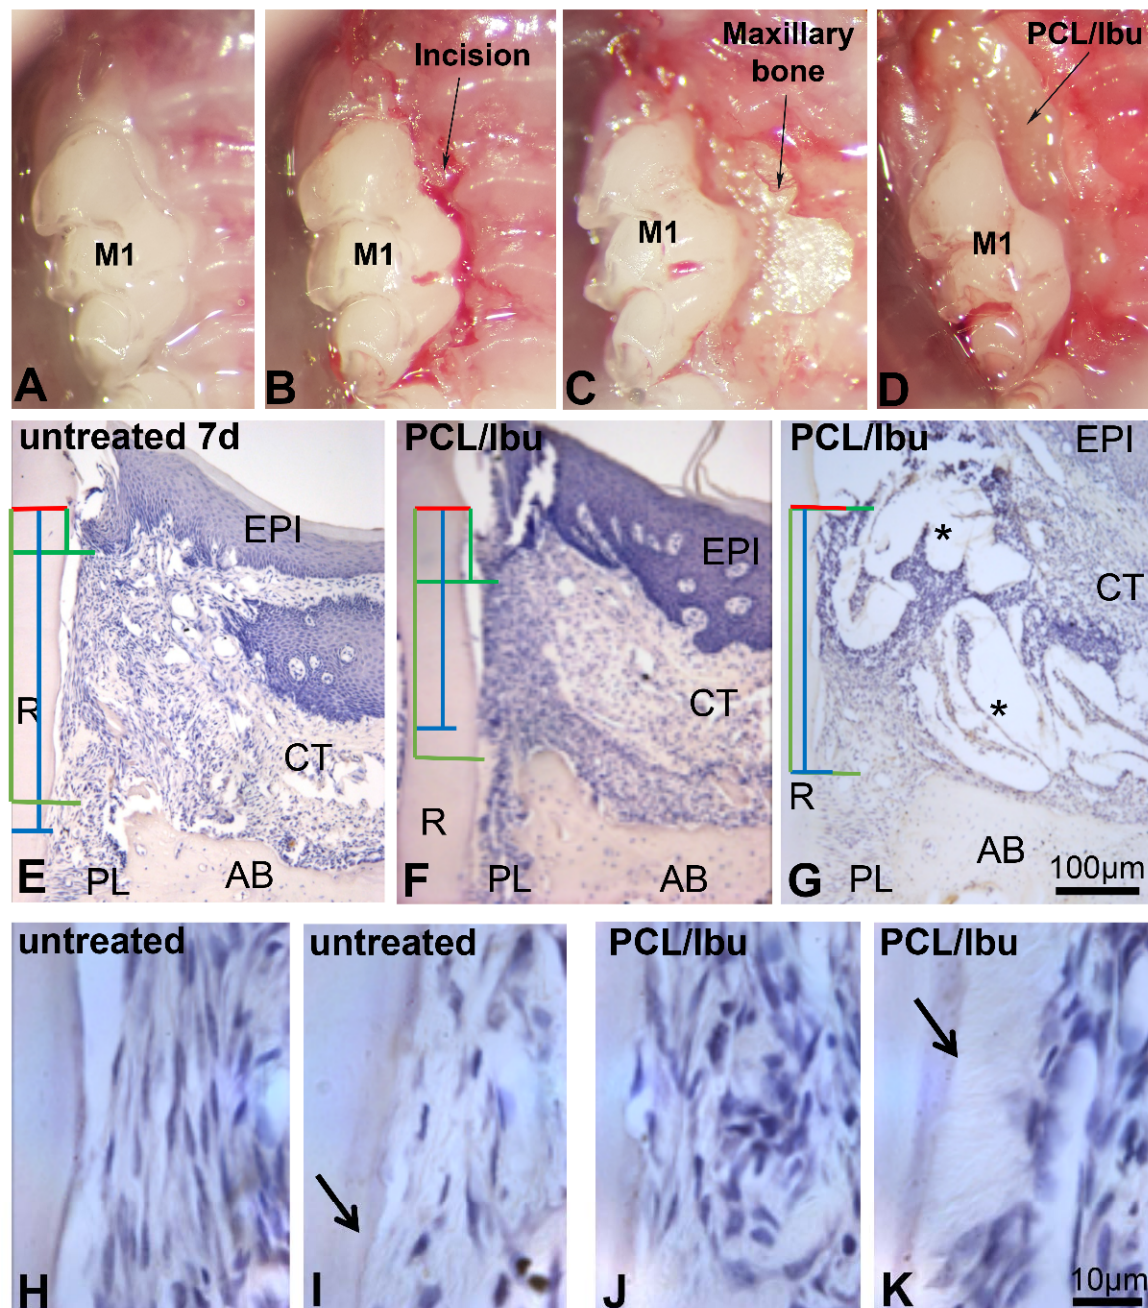 Incision
Maxillary
bone
PCL/Ibu
M1
M1
M1
M1
A
B
C
D
untreated 7d
PCL/Ibu
PCL/Ibu
EPI
EPI
EPI
CT
CT
CT
R
R
R
PL
AB
PL
AB
PL
AB
E
F
G
100µm
untreated
untreated
PCL/Ibu
PCL/Ibu
H
I
J
K
10µm
*
*